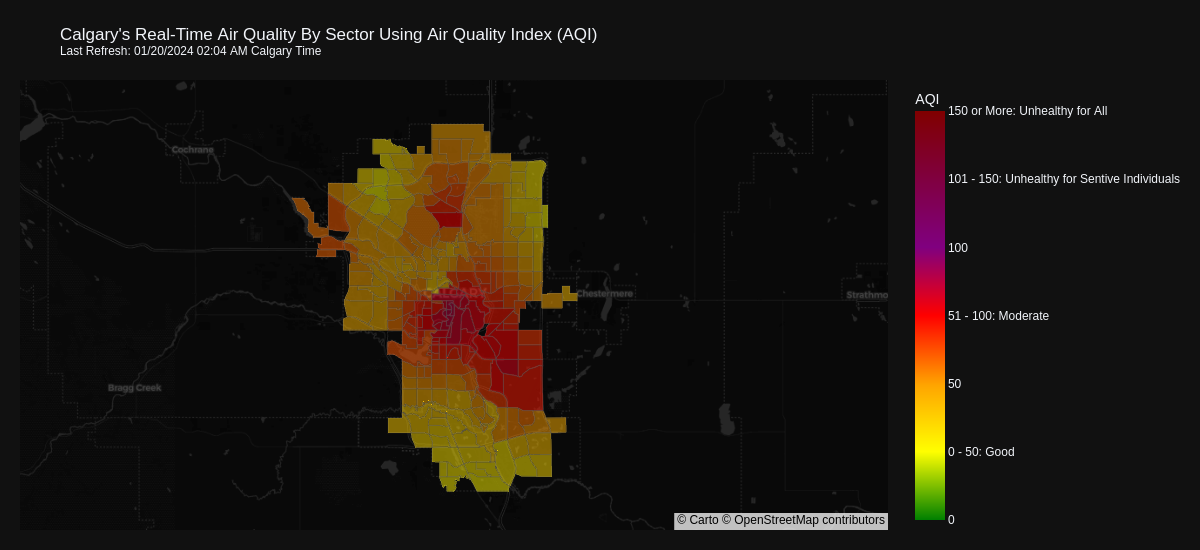 Calgary's Real-Time Air Quality By Sector Using Air Quality Index (AQI)
Last Refresh: 01/20/2024 02:04 AM Calgary Time
AQI
150 or More: Unhealthy for All
Cochrane
101 - 150: Unhealthy for Sentive Individuals
100
CALGARY
Chestermere
Strathmo
51 - 100: Moderate
Bragg Creek
50
0 - 50: Good
0
© Carto © OpenStreetMap contributors